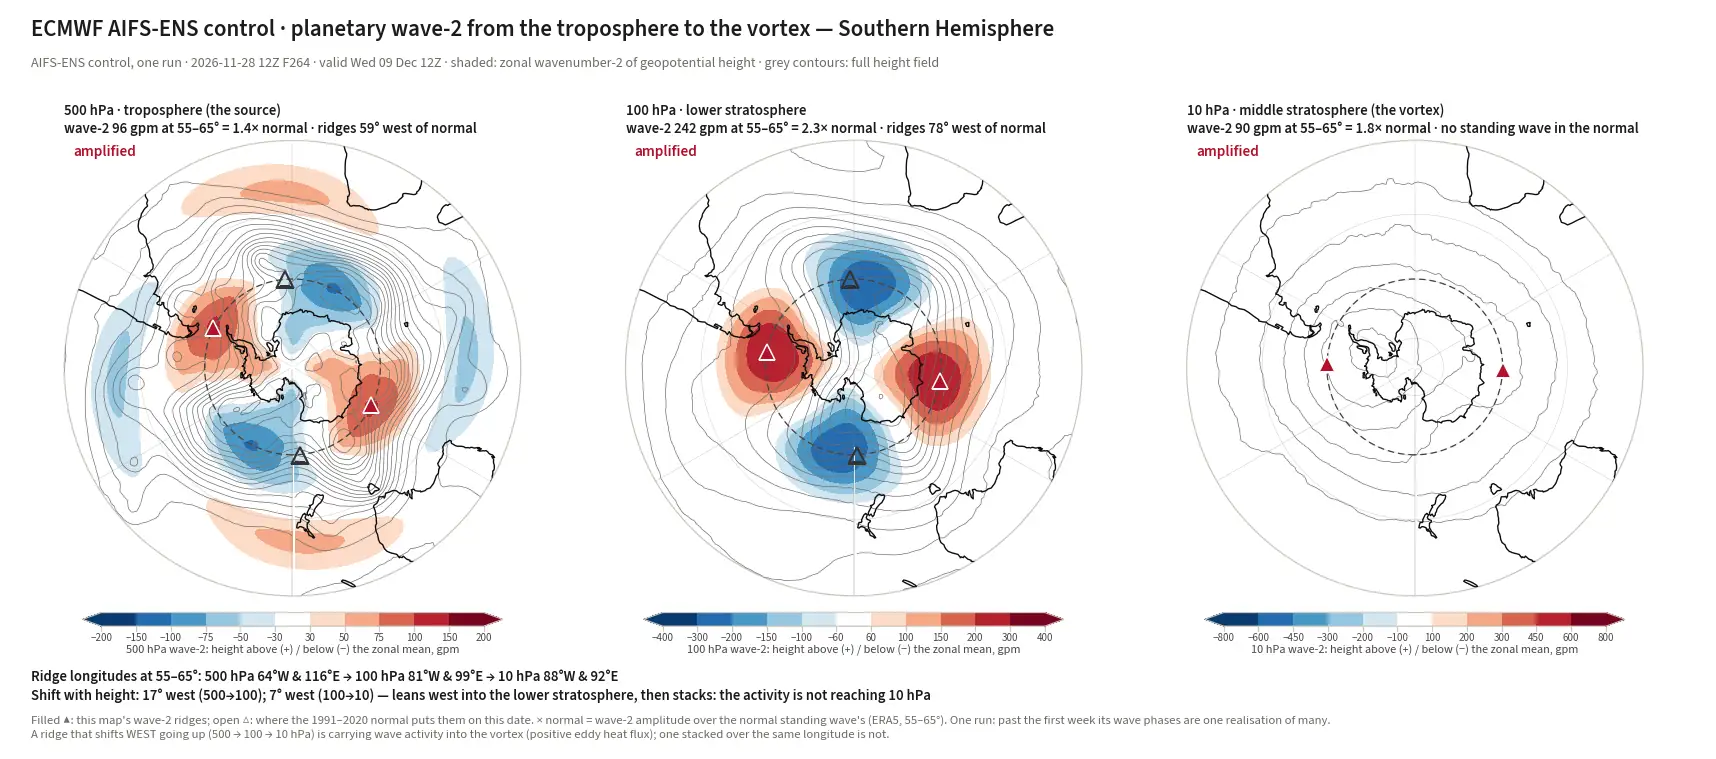 ECMWF AIFS-ENS control · planetary wave-2 from the troposphere to the vortex — Southern Hemisphere
AIFS-ENS control, one run · 2026-11-28 12Z F264 · valid Wed 09 Dec 12Z · shaded: zonal wavenumber-2 of geopotential height · grey contours: full height field
500 hPa · troposphere (the source)
wave-2 96 gpm at 55–65° = 1.4× normal · ridges 59° west of normal
amplified
100 hPa · lower stratosphere
wave-2 242 gpm at 55–65° = 2.3× normal · ridges 78° west of normal
amplified
10 hPa · middle stratosphere (the vortex)
wave-2 90 gpm at 55–65° = 1.8× normal · no standing wave in the normal
amplified
−200 −150 −100 −75 −50 −30 30 50 75 100 150 200
500 hPa wave-2: height above (+) / below (−) the zonal mean, gpm
−400 −300 −200 −150 −100 −60 60 100 150 200 300 400
100 hPa wave-2: height above (+) / below (−) the zonal mean, gpm
−800 −600 −450 −300 −200 −100 100 200 300 450 600 800
10 hPa wave-2: height above (+) / below (−) the zonal mean, gpm
Ridge longitudes at 55–65°: 500 hPa 64°W & 116°E → 100 hPa 81°W & 99°E → 10 hPa 88°W & 92°E
Shift with height: 17° west (500→100); 7° west (100→10) — leans west into the lower stratosphere, then stacks: the activity is not reaching 10 hPa
Filled ▲: this map's wave-2 ridges; open △: where the 1991–2020 normal puts them on this date. × normal = wave-2 amplitude over the normal standing wave's (ERA5, 55–65°). One run: past the first week its wave phases are one realisation of many.
A ridge that shifts WEST going up (500 → 100 → 10 hPa) is carrying wave activity into the vortex (positive eddy heat flux); one stacked over the same longitude is not.